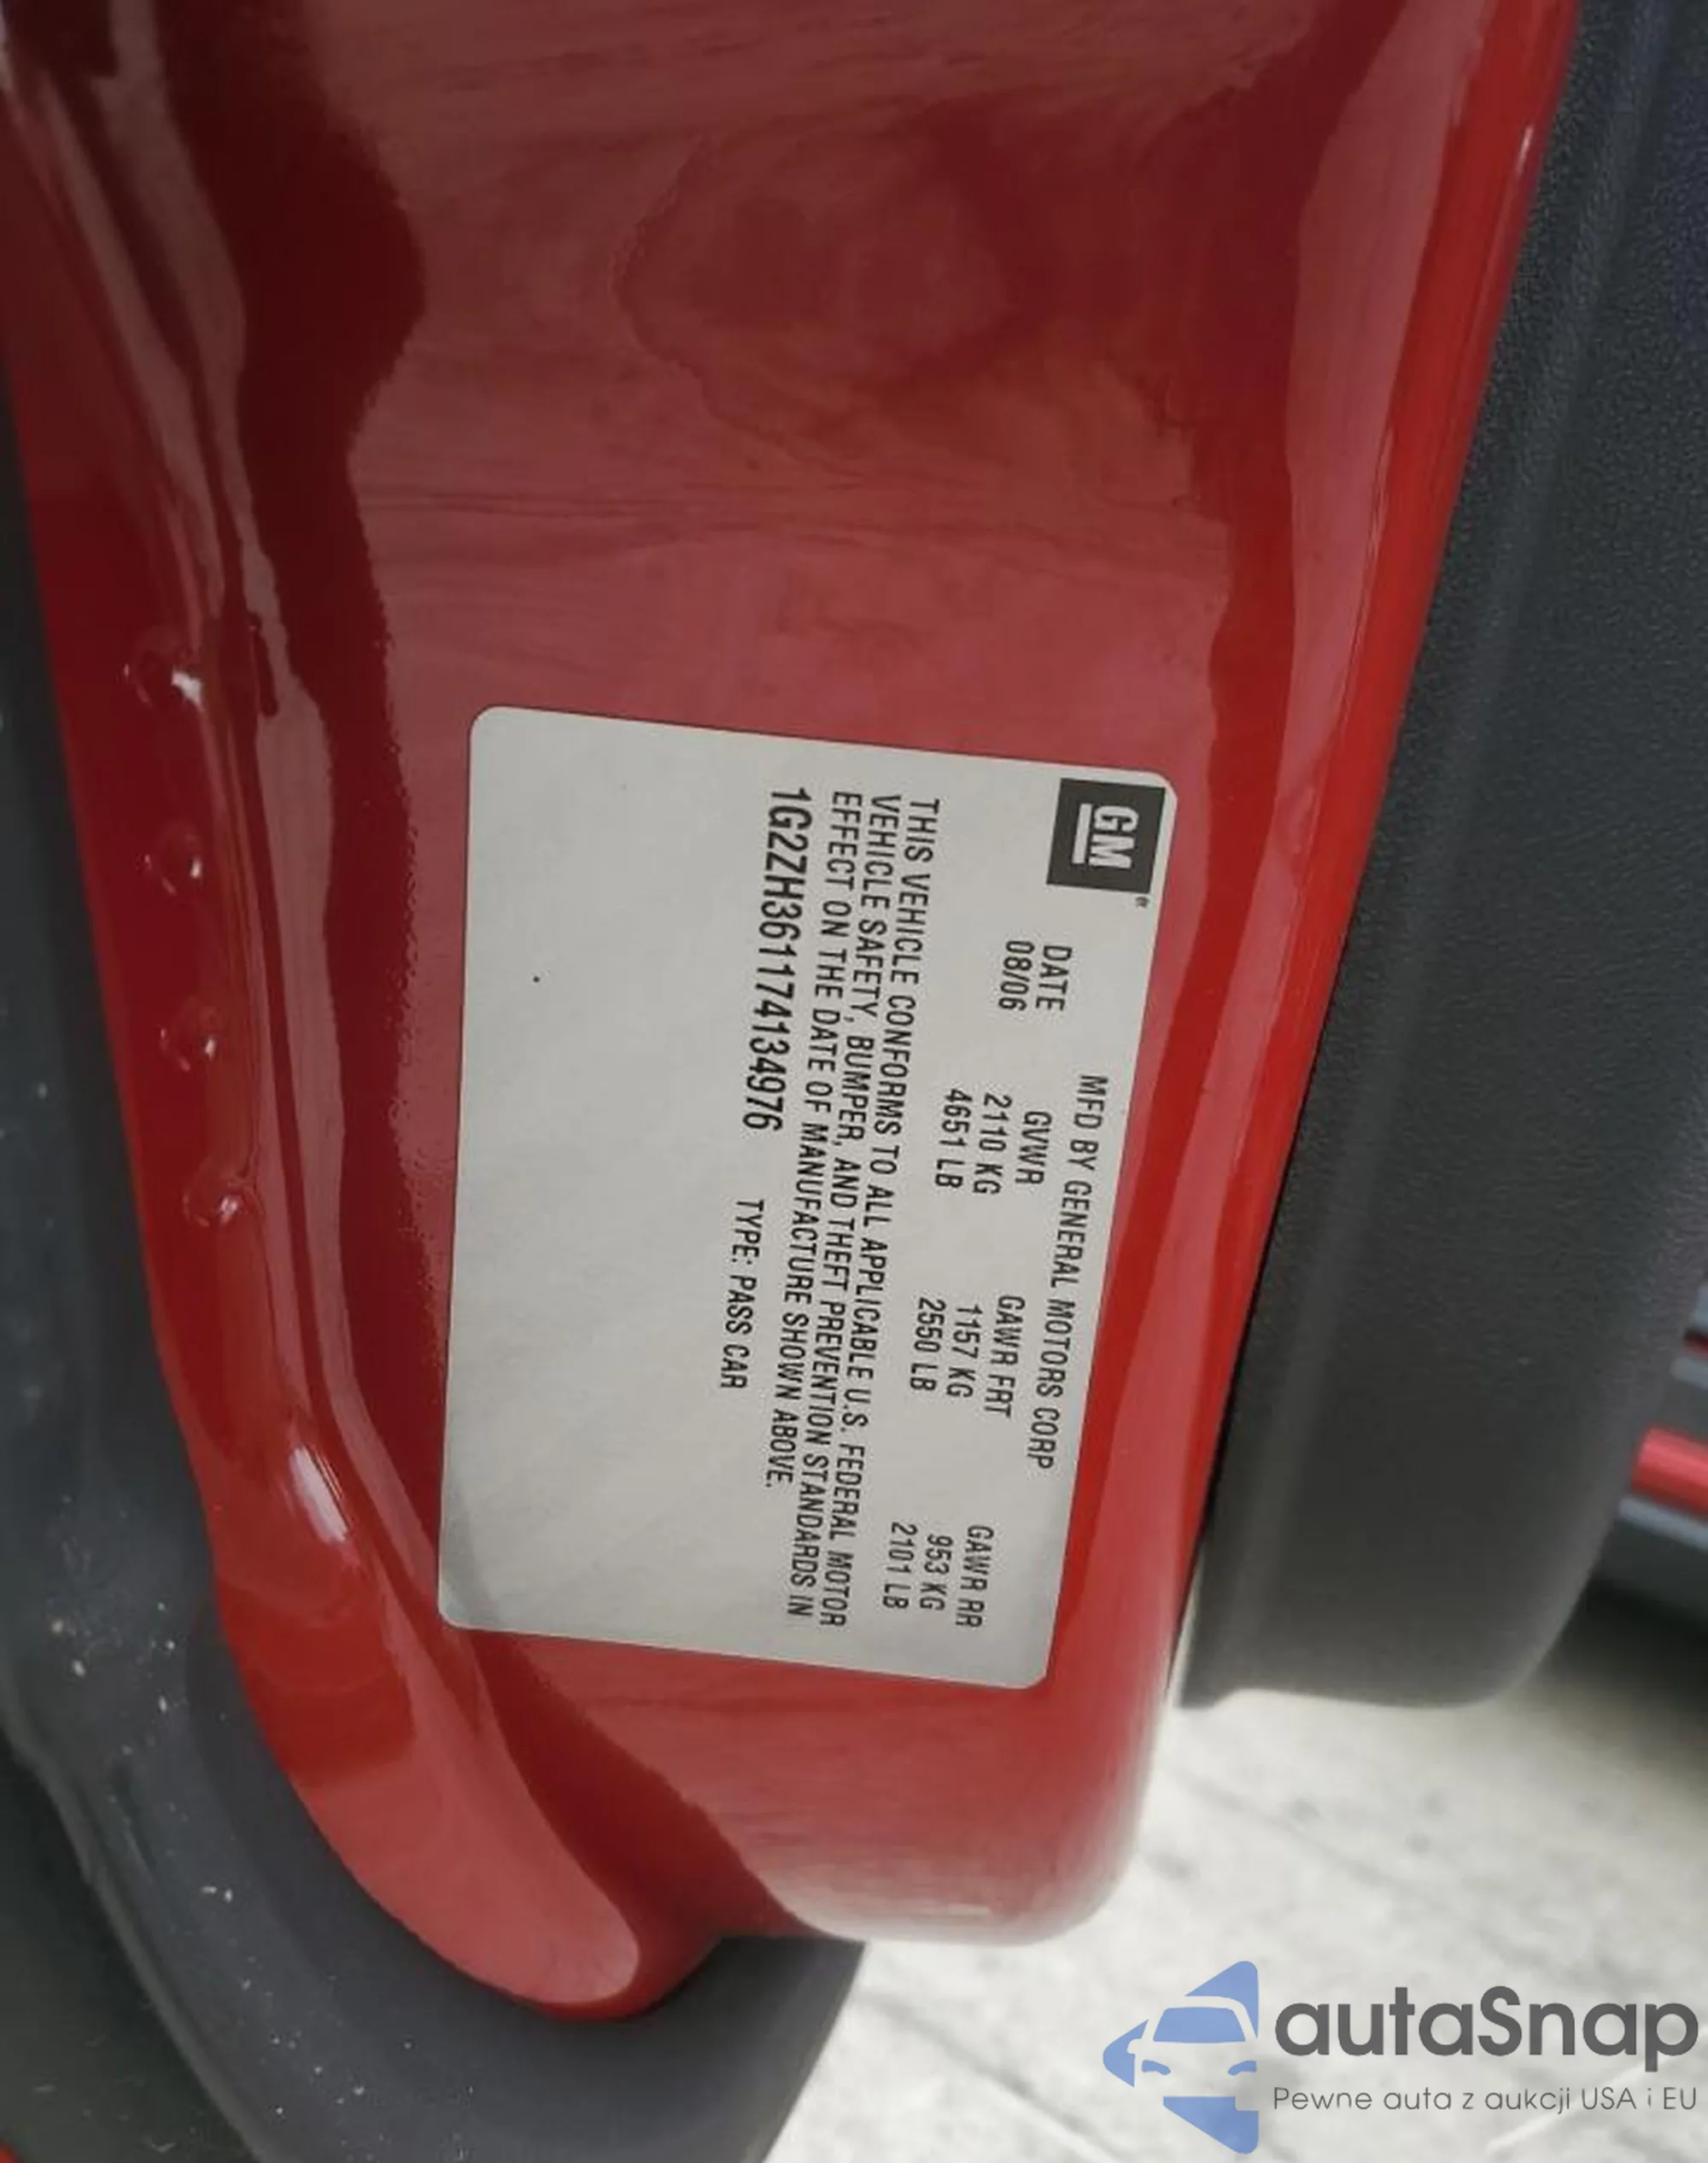 GM®
MFD BY GENERAL MOTORS CORP
DATE GVWR GAWR FRT GAWR RR
08/06 2110 KG 1157 KG 953 KG
4651 LB 2550 LB 2101 LB
THIS VEHICLE CONFORMS TO ALL APPLICABLE U.S. FEDERAL MOTOR
VEHICLE SAFETY, BUMPER, AND THEFT PREVENTION STANDARDS IN
EFFECT ON THE DATE OF MANUFACTURE SHOWN ABOVE.
1G2ZH361174134976 TYPE: PASS CAR
autaSnap
Pewne auta z aukcji USA i EU